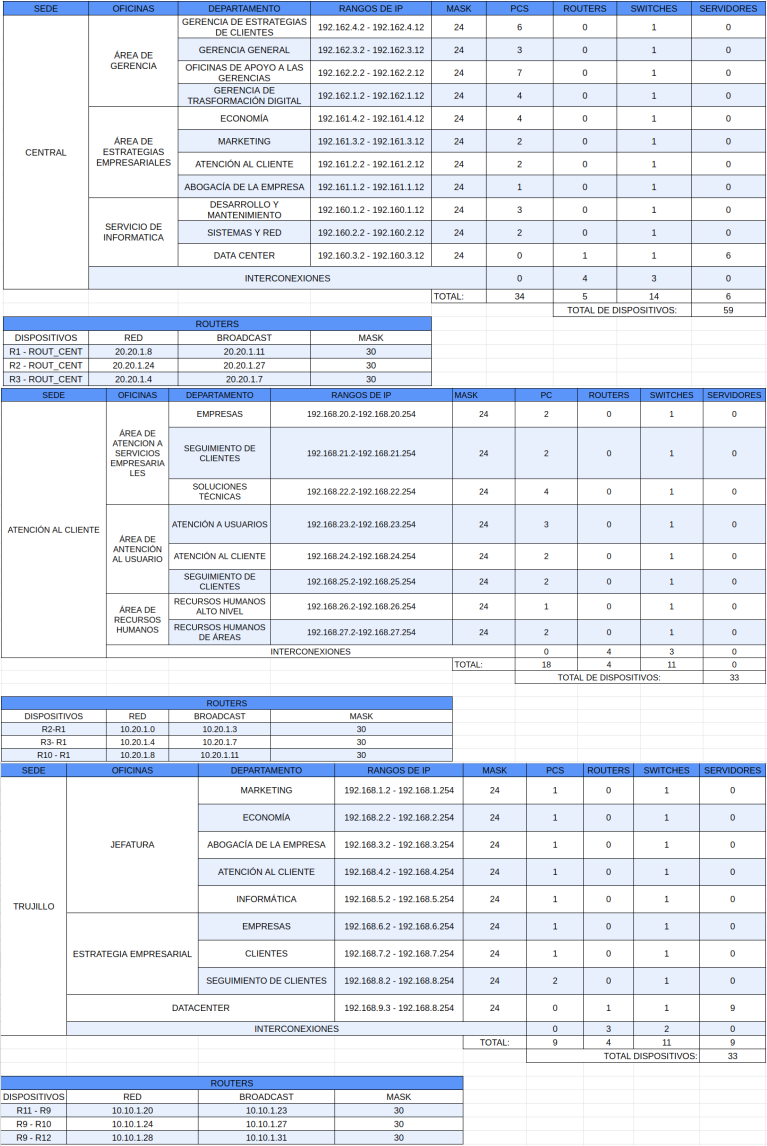 SEDE OFICINAS DEPARTAMENTO RANGOS DE IP MASK PCS ROUTERS SWITCHES SERVIDORES
CENTRAL
ÁREA DE
GERENCIA
GERENCIA DE ESTRATEGIAS
DE CLIENTES
192.162.4.2 - 192.162.4.12 24 6 0 1 0
GERENCIA GENERAL 192.162.3.2 - 192.162.3.12 24 3 0 1 0
OFICINAS DE APOYO A LAS
GERENCIAS
192.162.2.2 - 192.162.2.12 24 7 0 1 0
GERENCIA DE
TRASFORMACIÓN DIGITAL
192.162.1.2 - 192.162.1.12 24 4 0 1 0
ÁREA DE
ESTRATEGIAS
EMPRESARIALES
ECONOMÍA 192.161.4.2 - 192.161.4.12 24 4 0 1 0
MARKETING 192.161.3.2 - 192.161.3.12 24 2 0 1 0
ATENCIÓN AL CLIENTE 192.161.2.2 - 192.161.2.12 24 2 0 1 0
ABOGACÍA DE LA EMPRESA 192.161.1.2 - 192.161.1.12 24 1 0 1 0
SERVICIO DE
INFORMATICA
DESARROLLO Y
MANTENIMIENTO
192.160.1.2 - 192.160.1.12 24 3 0 1 0
SISTEMAS Y RED 192.160.2.2 - 192.160.2.12 24 2 0 1 0
DATA CENTER 192.160.3.2 - 192.160.3.12 24 0 1 1 6
INTERCONEXIONES 0 4 3 0
TOTAL: 34 5 14 6
TOTAL DE DISPOSITIVOS: 59
ROUTERS
DISPOSITIVOS RED BROADCAST MASK
R1 - ROUT_CENT 20.20.1.8 20.20.1.11 30
R2 - ROUT_CENT 20.20.1.24 20.20.1.27 30
R3 - ROUT_CENT 20.20.1.4 20.20.1.7 30
SEDE OFICINAS DEPARTAMENTO RANGOS DE IP MASK PC ROUTERS SWITCHES SERVIDORES
ATENCIÓN AL CLIENTE
ÁREA DE
ATENCION A
SERVICIOS
EMPRESARIA
LES
EMPRESAS 192.168.20.2-192.168.20.254 24 2 0 1 0
SEGUIMIENTO DE
CLIENTES
192.168.21.2-192.168.21.254 24 2 0 1 0
SOLUCIONES
TÉCNICAS
192.168.22.2-192.168.22.254 24 4 0 1 0
ÁREA DE
ANTENCIÓN
AL USUARIO
ATENCIÓN A USUARIOS 192.168.23.2-192.168.23.254 24 3 0 1 0
ATENCIÓN AL CLIENTE 192.168.24.2-192.168.24.254 24 2 0 1 0
SEGUIMIENTO DE
CLIENTES
192.168.25.2-192.168.25.254 24 2 0 1 0
ÁREA DE
RECURSOS
HUMANOS
RECURSOS HUMANOS
ALTO NIVEL
192.168.26.2-192.168.26.254 24 1 0 1 0
RECURSOS HUMANOS
DE ÁREAS
192.168.27.2-192.168.27.254 24 2 0 1 0
INTERCONEXIONES 0 4 3 0
TOTAL: 18 4 11 0
TOTAL DE DISPOSITIVOS: 33
ROUTERS
DISPOSITIVOS RED BROADCAST MASK
R2-R1 10.20.1.0 10.20.1.3 30
R3- R1 10.20.1.4 10.20.1.7 30
R10 - R1 10.20.1.8 10.20.1.11 30
SEDE OFICINAS DEPARTAMENTO RANGOS DE IP MASK PCS ROUTERS SWITCHES SERVIDORES
TRUJILLO
JEFATURA
MARKETING 192.168.1.2 - 192.168.1.254 24 1 0 1 0
ECONOMÍA 192.168.2.2 - 192.168.2.254 24 1 0 1 0
ABOGACÍA DE LA EMPRESA 192.168.3.2 - 192.168.3.254 24 1 0 1 0
ATENCIÓN AL CLIENTE 192.168.4.2 - 192.168.4.254 24 1 0 1 0
INFORMÁTICA 192.168.5.2 - 192.168.5.254 24 1 0 1 0
ESTRATEGIA EMPRESARIAL
EMPRESAS 192.168.6.2 - 192.168.6.254 24 1 0 1 0
CLIENTES 192.168.7.2 - 192.168.7.254 24 1 0 1 0
SEGUIMIENTO DE CLIENTES 192.168.8.2 - 192.168.8.254 24 2 0 1 0
DATACENTER 192.168.9.3 - 192.168.8.254 24 0 1 1 9
INTERCONEXIONES 0 3 2 0
TOTAL: 9 4 11 9
TOTAL DISPOSITIVOS: 33
ROUTERS
DISPOSITIVOS RED BROADCAST MASK
R11 - R9 10.10.1.20 10.10.1.23 30
R9 - R10 10.10.1.24 10.10.1.27 30
R9 - R12 10.10.1.28 10.10.1.31 30